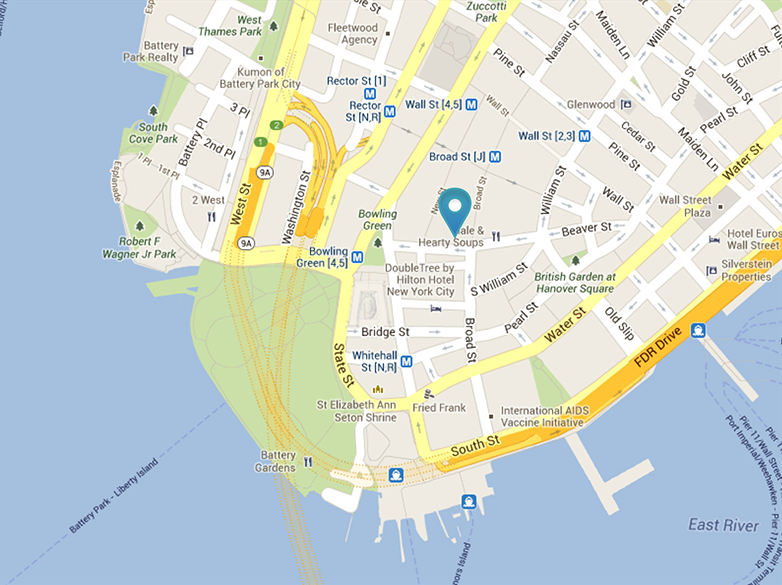 West
Thames Park
Zuccotti
Park
Fleetwood
Agency
Battery
Park Realty
Kumon of
Battery Park City
Nassau St
Maiden Ln
William St
Cliff St
Pine St
Gold St
John St
Rector St [1]
Rector
St [N,R]
Wall St [4,5]
Wall St
Glenwood
Pearl St
3 Pl
2nd Pl
Battery Pl
South
Cove Park
1 Pl - 1st Pl
Esplanade
2
1
9A
Wall St [2,3]
Cedar St
Pine St
Maiden Ln
Water St
Broad St [J]
Broad St
William St
Wall St
Wall Street
Plaza
2 West
West St
Washington St
Robert F
Wagner Jr Park
9A
Bowling
Green
Bowling
Green [4,5]
Hearty Soups
Beaver St
Hotel Euros
Wall Street
Silverstein
Properties
DoubleTree by
Hilton Hotel
New York City
S William St
British Garden at
Hanover Square
Pearl St
Water St
Old Slip
FDR Drive
Bridge St
Broad St
State St
Whitehall
St [N,R]
St Elizabeth Ann
Seton Shrine
Fried Frank
International AIDS
Vaccine Initiative
South St
Battery
Gardens
Battery Park - Liberty Island
East River
Pier 11/Wall Street
Port Imperial/Weehawken - Pier 11/Wall St
nors Island